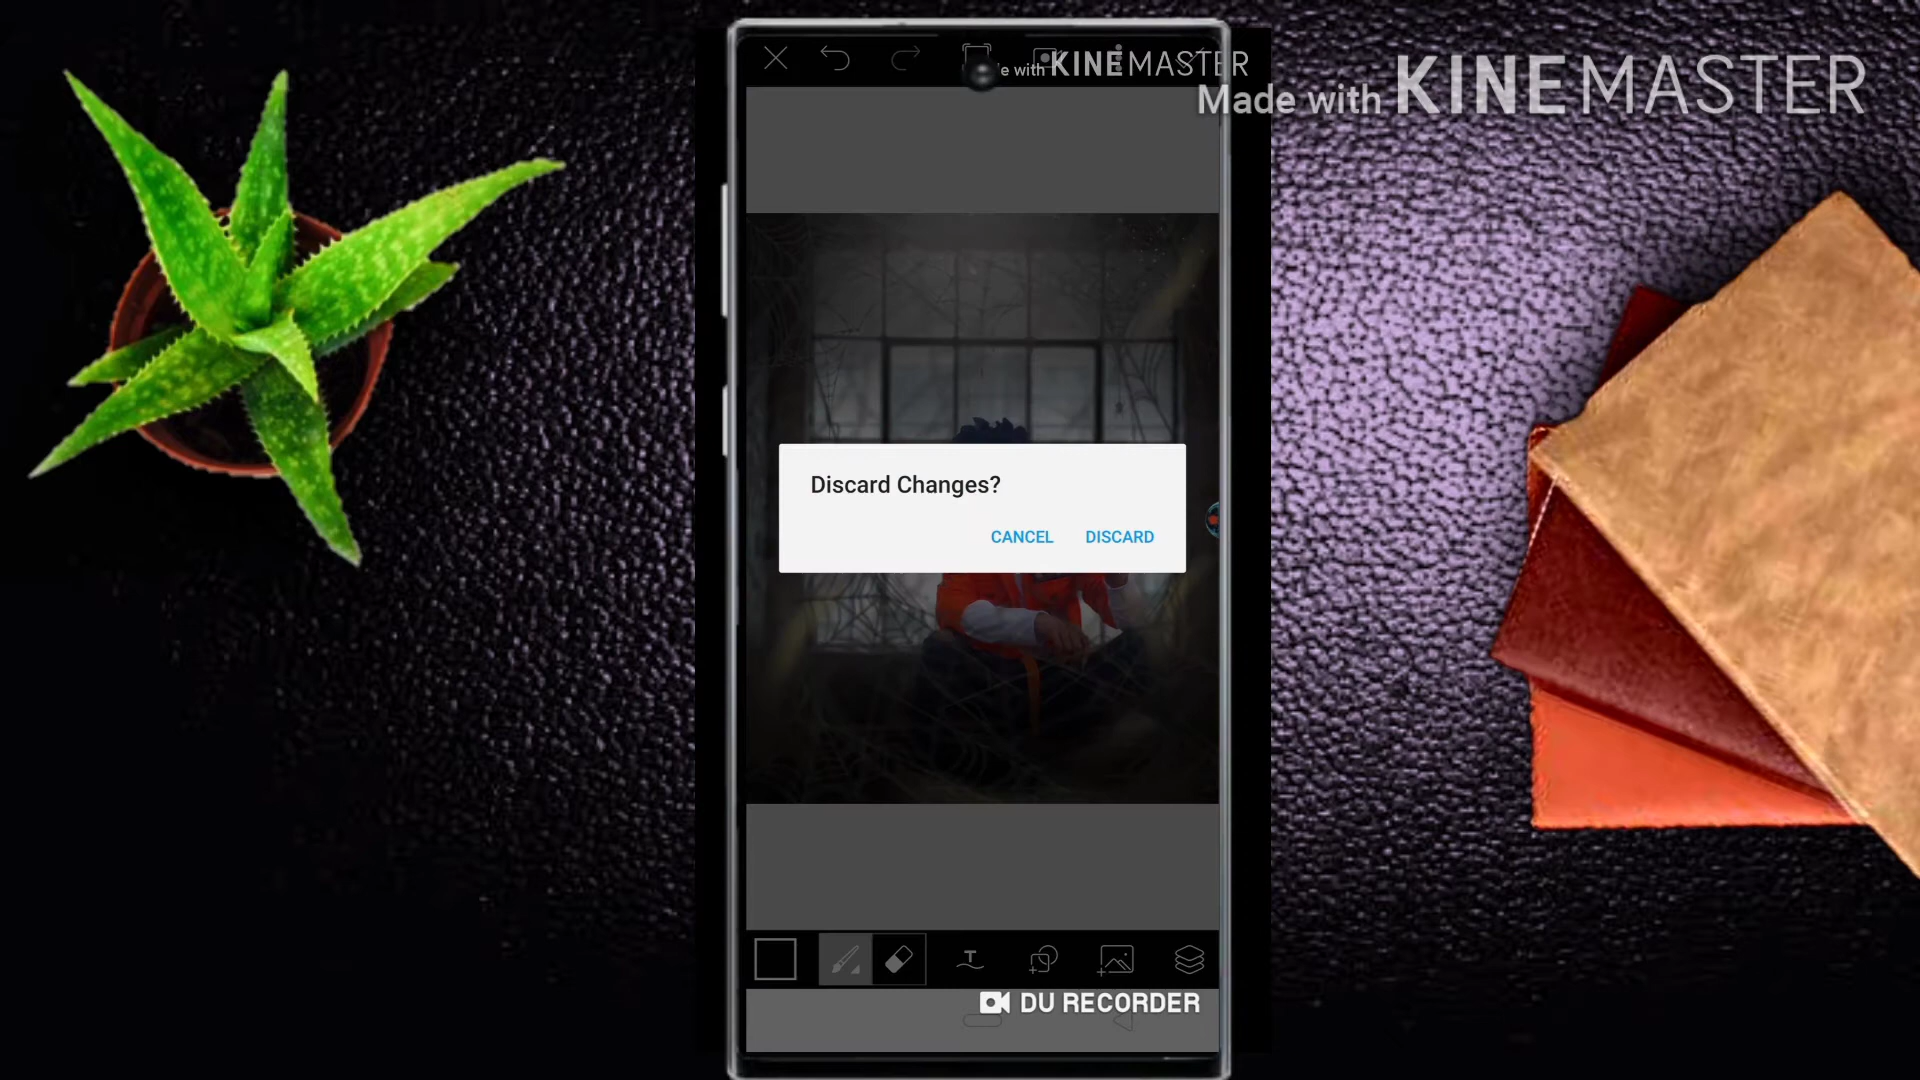 e with KINEMASTER
Made with KINEMASTER
Discard Changes?
CANCEL DISCARD
T
DU RECORDER